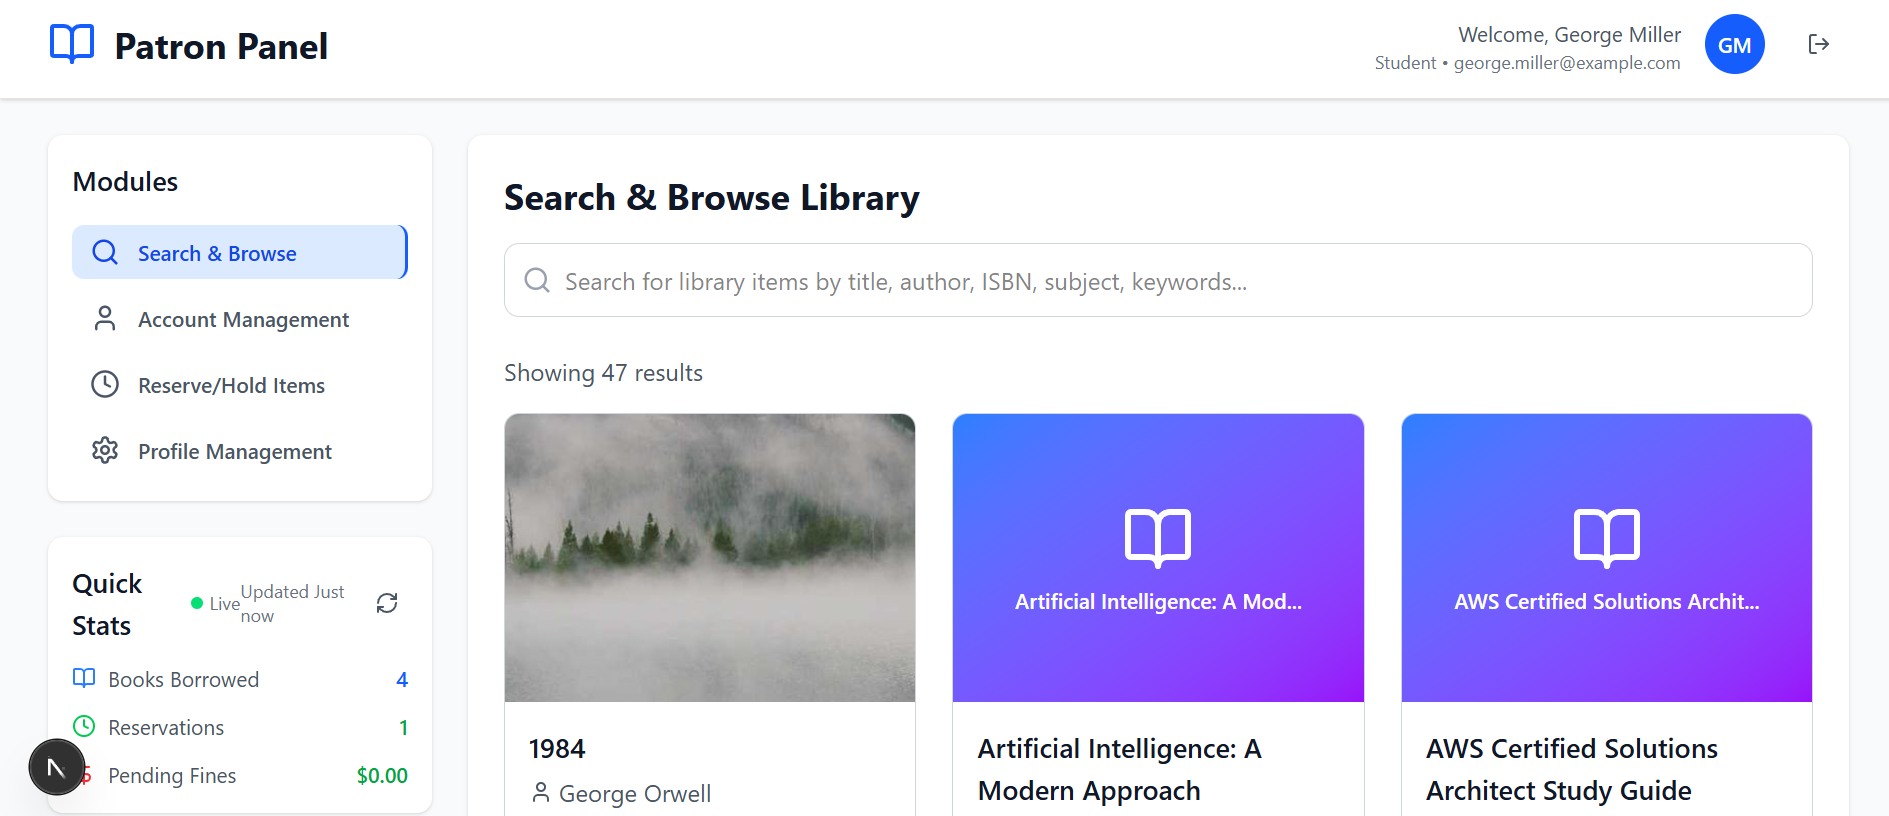 Patron Panel
Welcome, George Miller
Student • george.miller@example.com
GM
Modules
Search & Browse
Account Management
Reserve/Hold Items
Profile Management
Quick Stats
Live
Updated Just now
Books Borrowed 4
Reservations 1
Pending Fines $0.00
N
Search & Browse Library
Search for library items by title, author, ISBN, subject, keywords...
Showing 47 results
1984
George Orwell
Artificial Intelligence: A Mod...
Artificial Intelligence: A
Modern Approach
AWS Certified Solutions Archit...
AWS Certified Solutions
Architect Study Guide